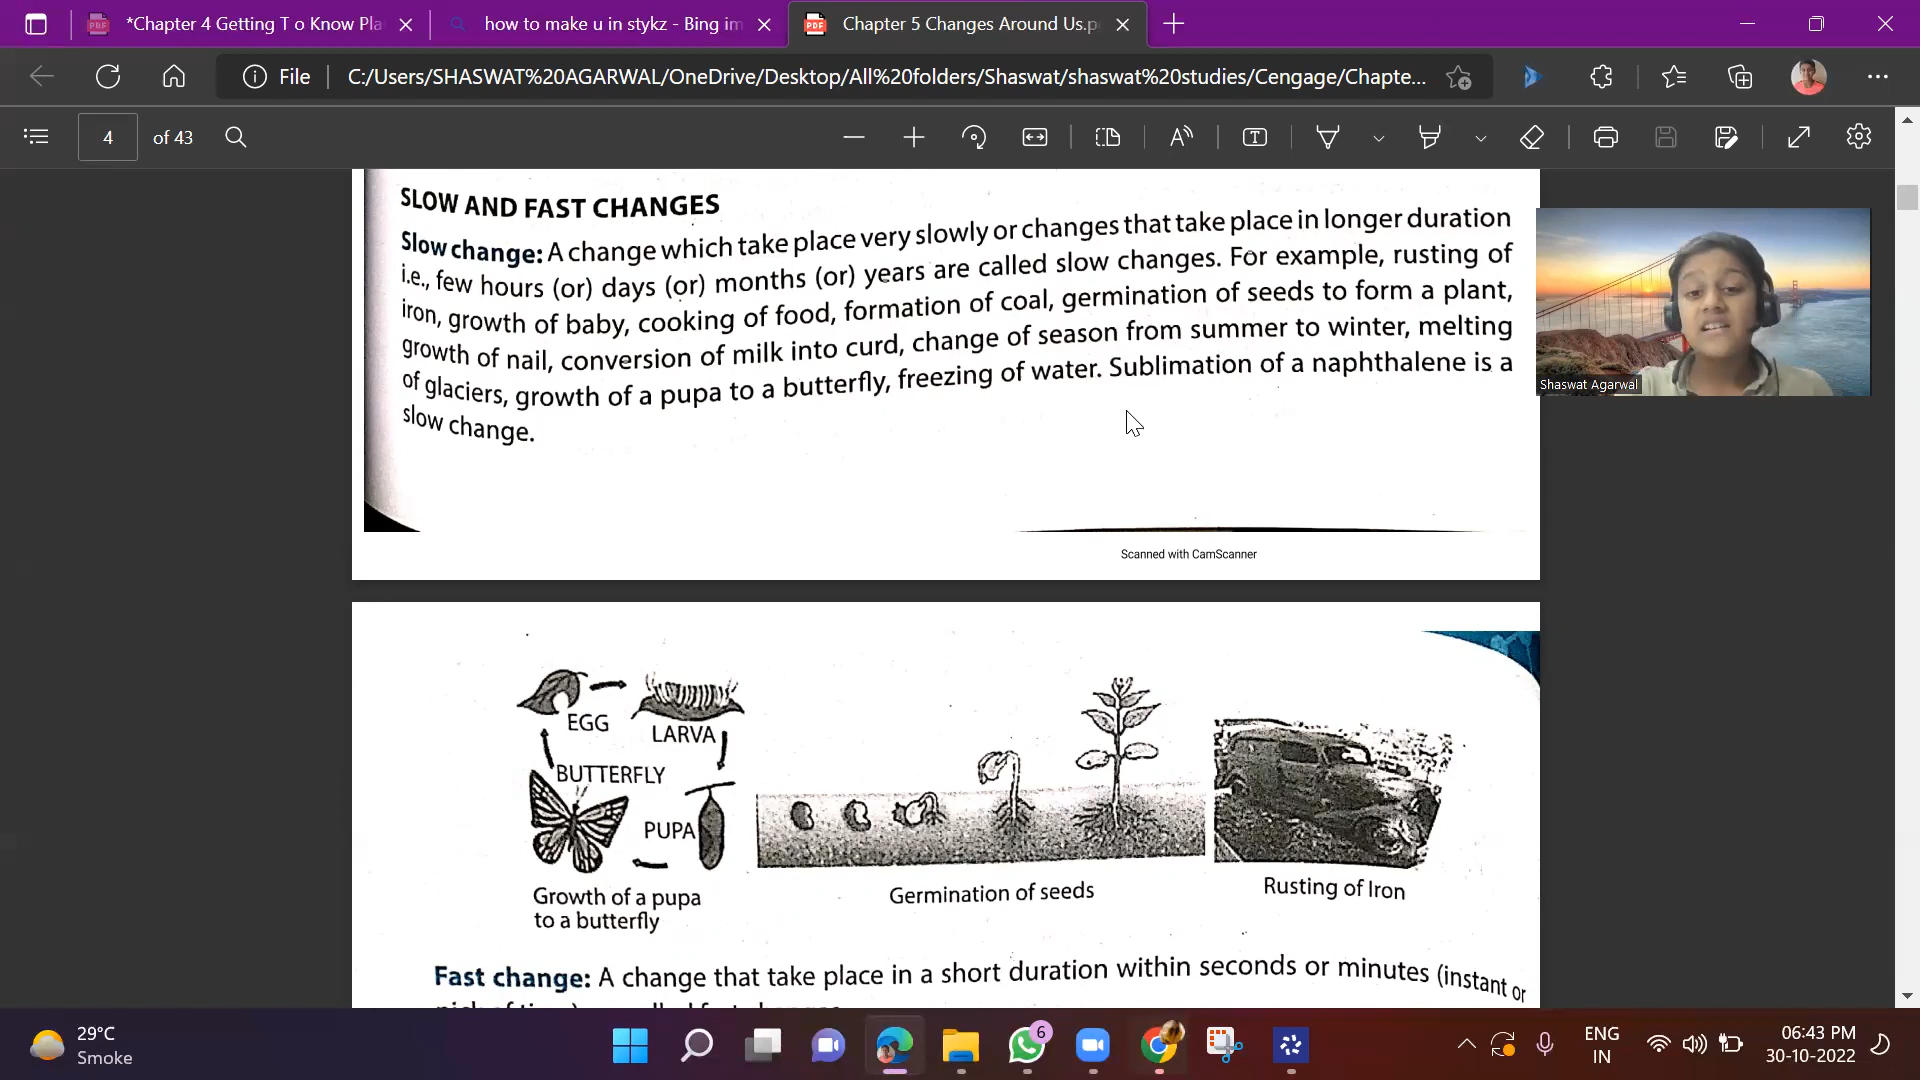 *Chapter 4 Getting T o Know Pla
how to make u in stykz - Bing im
Chapter 5 Changes Around Us.p
File
C:/Users/SHASWAT%20AGARWAL/OneDrive/Desktop/All%20folders/Shaswat/shaswat%20studies/Cengage/Chapte...
4 of 43
SLOW AND FAST CHANGES
Slow change: A change which take place very slowly or changes that take place in longer duration
i.e., few hours (or) days (or) months (or) years are called slow changes. For example, rusting of
iron, growth of baby, cooking of food, formation of coal, germination of seeds to form a plant,
growth of nail, conversion of milk into curd, change of season from summer to winter, melting
of glaciers, growth of a pupa to a butterfly, freezing of water. Sublimation of a naphthalene is a
slow change.
Shaswat Agarwal
Scanned with CamScanner
EGG
LARVA
BUTTERFLY
PUPA
Growth of a pupa
to a butterfly
Germination of seeds
Rusting of Iron
Fast change: A change that take place in a short duration within seconds or minutes (instant or
29°C
Smoke
6
ENG
IN
06:43 PM
30-10-2022